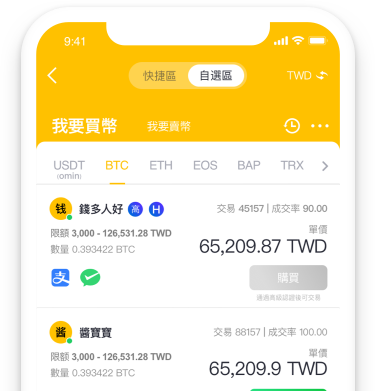 9:41
快捷區 自選區 TWD
我要買幣 我要賣幣
USDT BTC ETH EOS BAP TRX
(omin)
钱 錢多人好 高 H 交易 45157 | 成交率 90.00
限額 3,000 - 126,531.28 TWD 單價
數量 0.393422 BTC 65,209.87 TWD
支 購買
通過高級認證後可交易
酱 醬寶寶 交易 88157 | 成交率 100.00
限額 3,000 - 126,531.28 TWD 單價
數量 0.393422 BTC 65,209.9 TWD